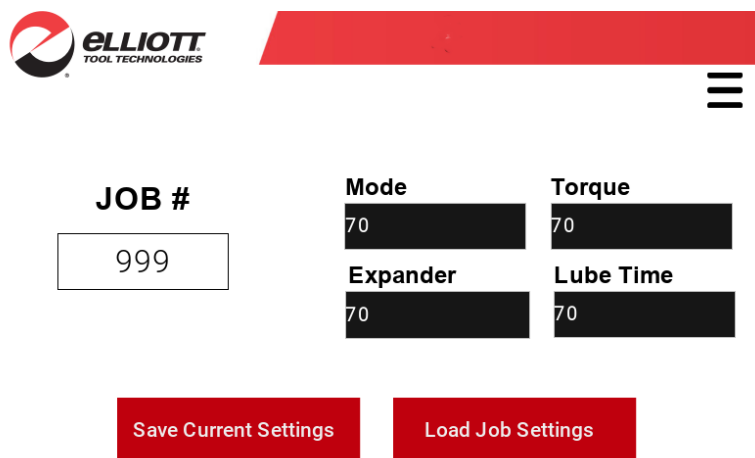 eLLIOTT
TOOL TECHNOLOGIES
JOB #
999
Mode
70
Torque
70
Expander
70
Lube Time
70
Save Current Settings
Load Job Settings